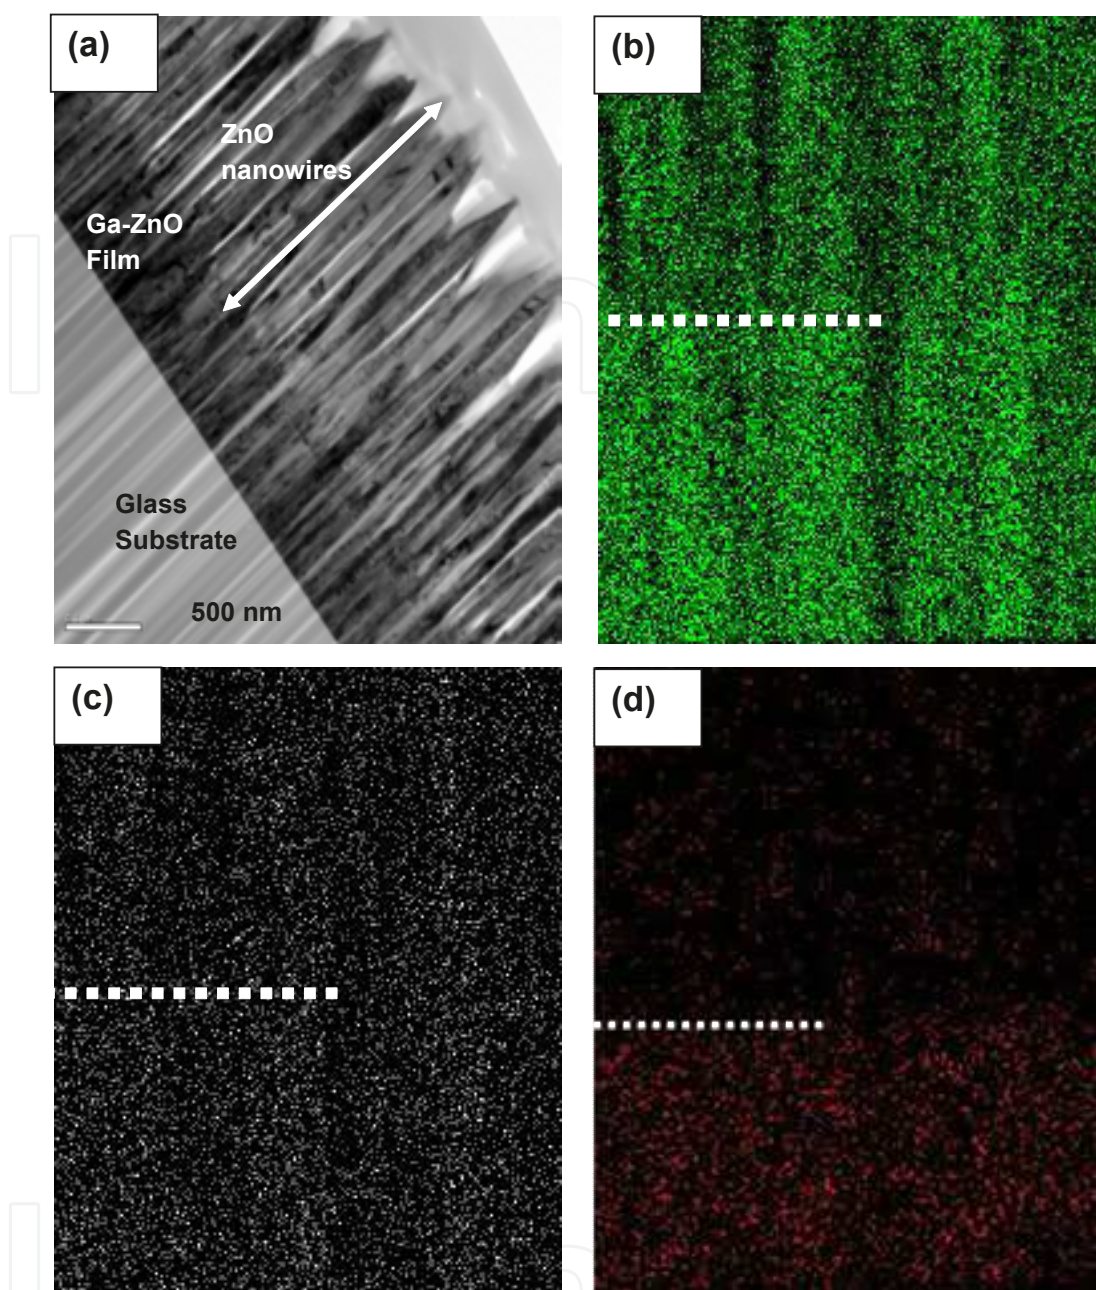 (a)
(b)
ZnO
nanowires
Ga-ZnO
Film
Glass
Substrate
500 nm
(c)
(d)